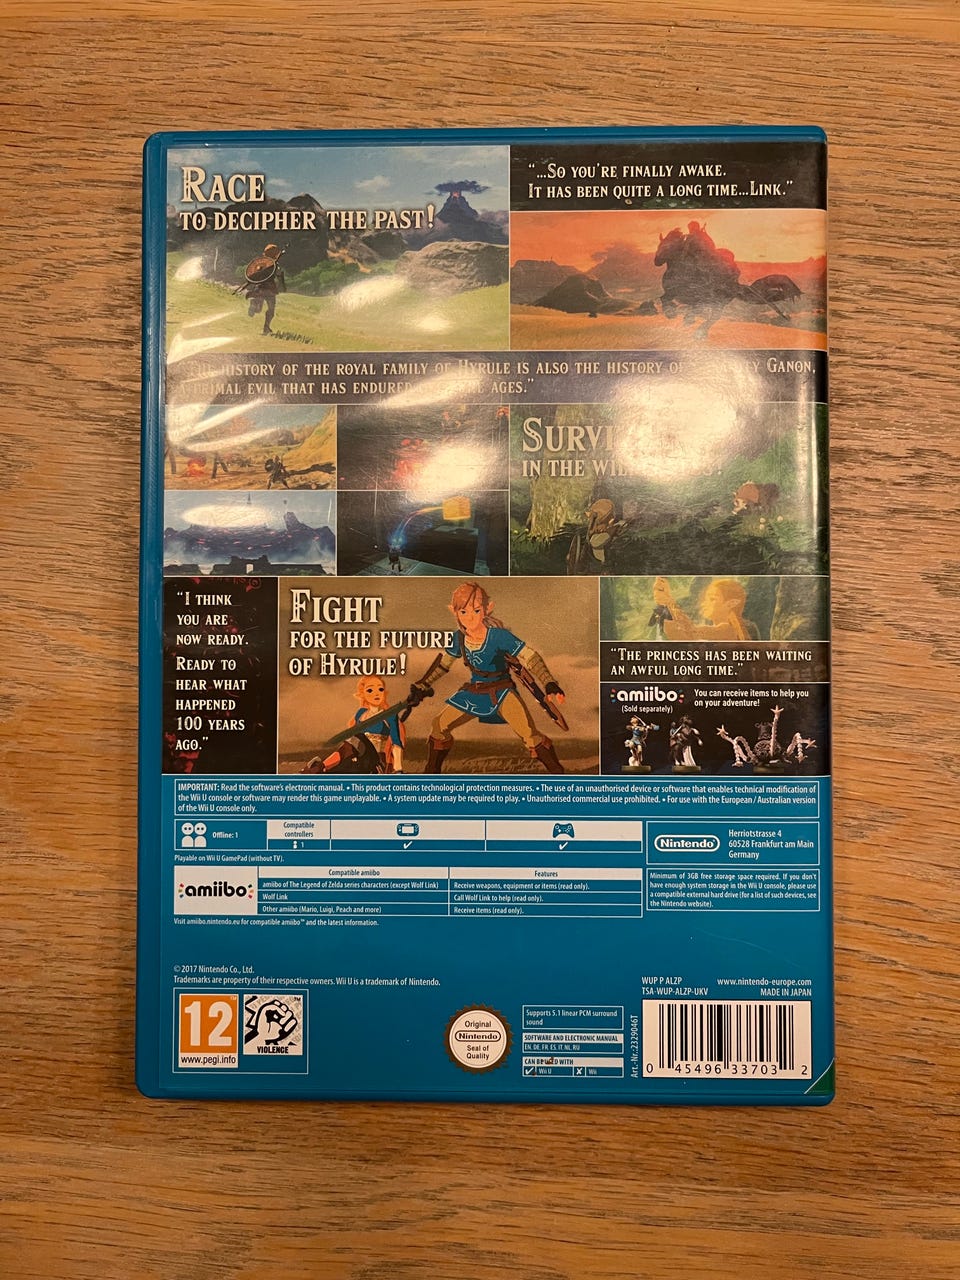 RACE
TO DECIPHER THE PAST!
"...SO YOU'RE FINALLY AWAKE.
IT HAS BEEN QUITE A LONG TIME...LINK."
HISTORY OF THE ROYAL FAMILY OF HYRULE IS ALSO THE HISTORY OF GANON,
PRIMAL EVIL THAT HAS ENDURED AGES."
IN THE
"I THINK
YOU ARE
NOW READY.
READY TO
HEAR WHAT
HAPPENED
100 YEARS
AGO."
FIGHT
FOR THE FUTURE
OF HYRULE!
"THE PRINCESS HAS BEEN WAITING
AN AWFUL LONG TIME."
amiibo
(Sold separately)
You can receive items to help you
on your adventure!
IMPORTANT: Read the software's electronic manual. • This product contains technological protection measures. • The use of an unauthorised device or software that enables technical modification of
the Wii U console or software may render this game unplayable. • A system update may be required to play. • Unauthorised commercial use prohibited. • For use with the European / Australian version
of the Wii U console only.
Offline: 1
Compatible
controllers
1
Playable on Wii U GamePad (without TV).
Nintendo
Herriotstrasse 4
60528 Frankfurt am Main
Germany
amiibo
Compatible amiibo
Features
amiibo of The Legend of Zelda series characters (except Wolf Link)
Receive weapons, equipment or items (read only).
Wolf Link
Call Wolf Link to help (read only).
Other amiibo (Mario, Luigi, Peach and more)
Receive items (read only).
Visit amiibo.nintendo.eu for compatible amiibo™ and the latest information.
Minimum of 3GB free storage space required. If you don't
have enough system storage in the Wii U console, please use
a compatible external hard drive (for a list of such devices, see
the Nintendo website).
© 2017 Nintendo Co., Ltd.
Trademarks are property of their respective owners. Wii U is a trademark of Nintendo.
WUP P ALZP
TSA-WUP-ALZP-UKV
www.nintendo-europe.com
MADE IN JAPAN
12
www.pegi.info
VIOLENCE
Original
Nintendo
Seal of
Quality
Supports 5.1 linear PCM surround
sound
SOFTWARE AND ELECTRONIC MANUAL
EN, DE, FR, ES, IT, NL, RU
CAN BE USED WITH
Wii U
Wii
Art.-Nr.:2329046T
0 45496 33703 2